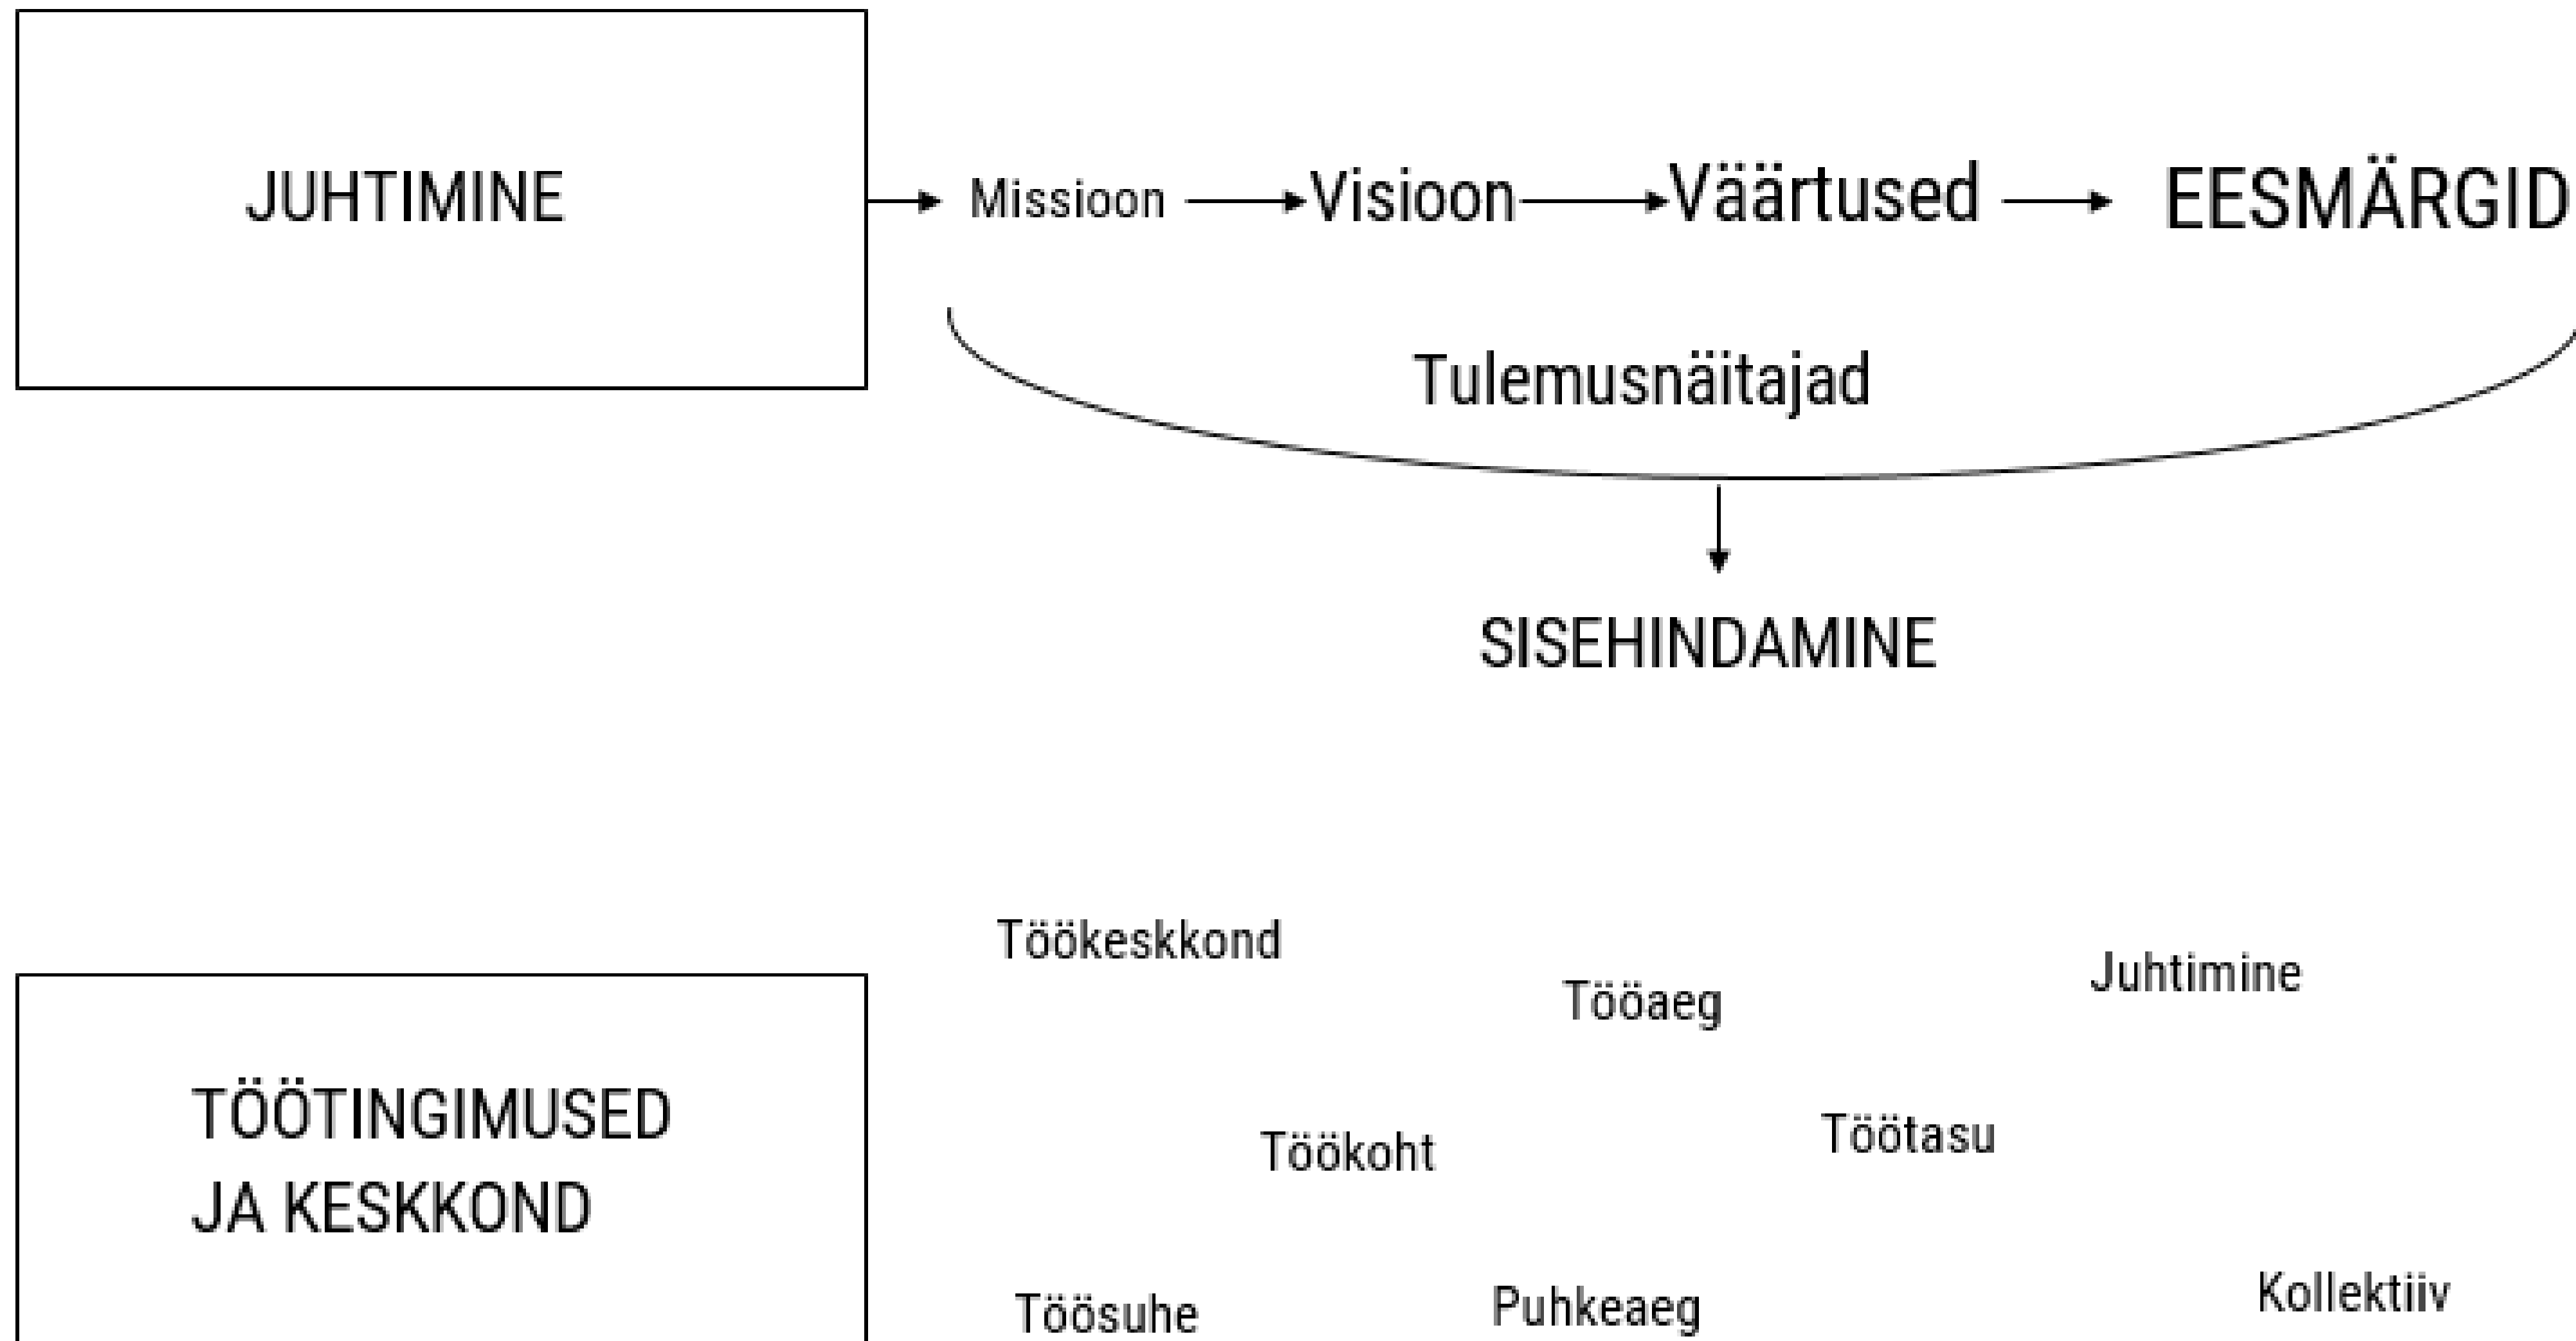 JUHTIMINE
Missioon
Visioon
Väärtused
EESMÄRGID
Tulemusnäitajad
SISEHINDAMINE
TÖÖTINGIMUSED
JA KESKKOND
Töökeskkond
Tööaeg
Juhtimine
Töökoht
Töötasu
Töösuhe
Puhkeaeg
Kollektiiv